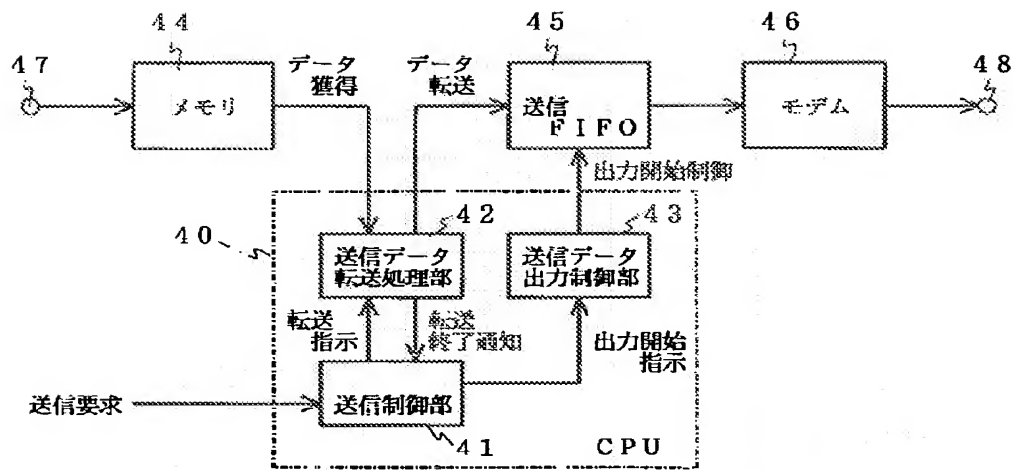 44
45
46
47
48
データ
獲得
データ
転送
メモリ
送信
FIFO
モデム
出力開始制御
40
42
43
送信データ
転送処理部
送信データ
出力制御部
転送
指示
転送
終了通知
出力開始
指示
送信要求
送信制御部
41
CPU